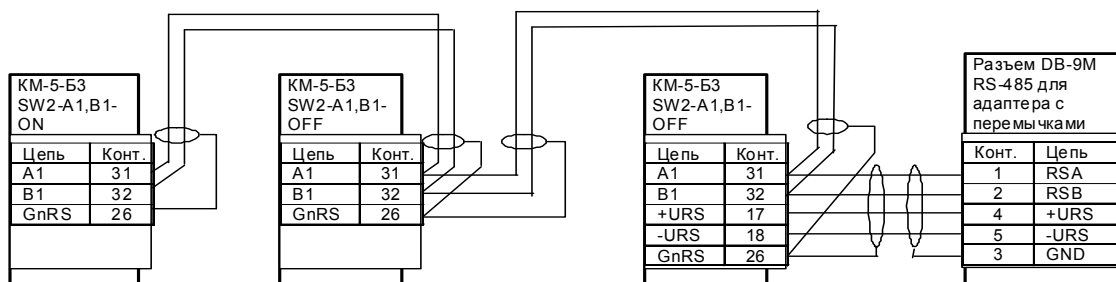 КМ-5-Б3
SW2-A1,B1-
ON
Цепь Конт.
A1 31
B1 32
GnRS 26
КМ-5-Б3
SW2-A1,B1-
OFF
Цепь Конт.
A1 31
B1 32
GnRS 26
КМ-5-Б3
SW2-A1,B1-
OFF
Цепь Конт.
A1 31
B1 32
+URS 17
-URS 18
GnRS 26
Разъем DB-9M
RS-485 для
адаптера с
перемычками
Конт. Цепь
1 RSA
2 RSB
4 +URS
5 -URS
3 GND